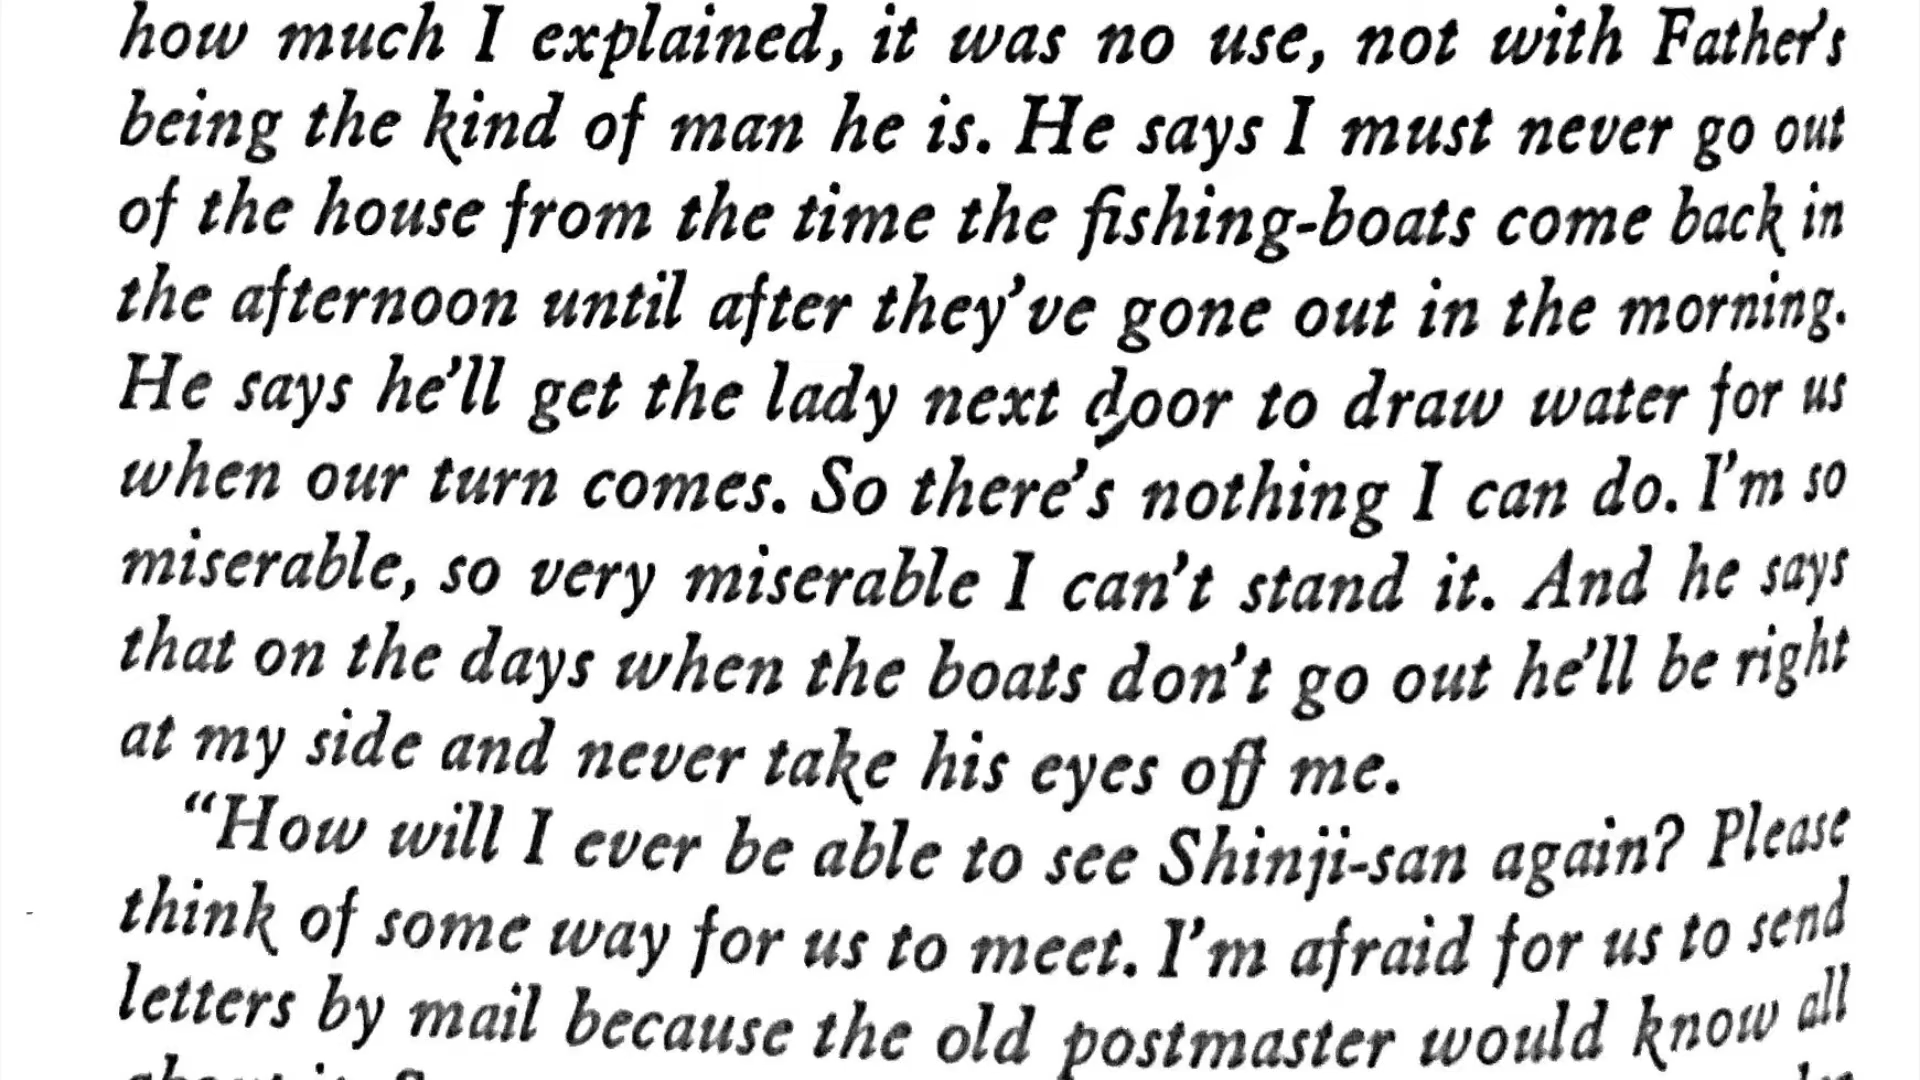 how much I explained, it was no use, not with Father's
being the kind of man he is. He says I must never go out
of the house from the time the fishing-boats come back in
the afternoon until after they've gone out in the morning.
He says he'll get the lady next door to draw water for us
when our turn comes. So there's nothing I can do. I'm so
miserable, so very miserable I can't stand it. And he says
that on the days when the boats don't go out he'll be right
at my side and never take his eyes off me.
“How will I ever be able to see Shinji-san again? Please
think of some way for us to meet. I'm afraid for us to send
letters by mail because the old postmaster would know all